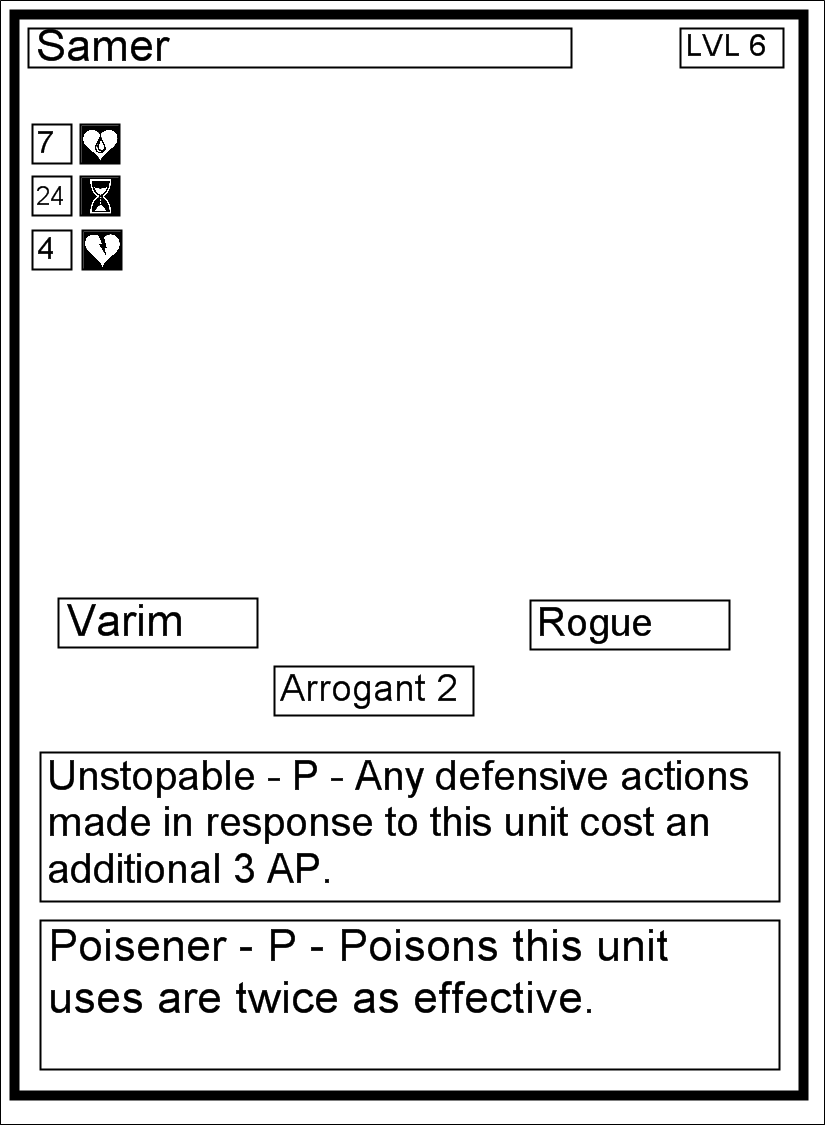 Samer
LVL 6
7
24
4
Varim
Rogue
Arrogant 2
Unstopable - P - Any defensive actions
made in response to this unit cost an
additional 3 AP.
Poisener - P - Poisons this unit
uses are twice as effective.